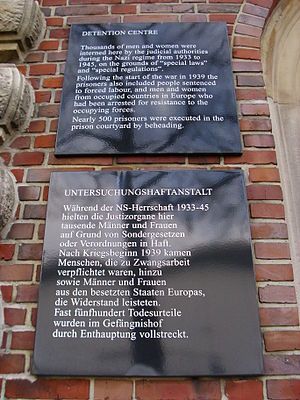 DETENTION CENTRE
Thousands of men and women were
interned here by the judicial authorities
during the Nazi regime from 1933 to
1945, on the grounds of “special laws”
and “special regulations”.
Following the start of the war in 1939 the
prisoners also included people sentenced
to forced labour, and men and women
from occupied countries in Europe who
had been arrested for resistance to the
occupying forces.
Nearly 500 prisoners were executed in the
prison courtyard by beheading.
UNTERSUCHUNGSHAFTANSTALT
Während der NS-Herrschaft 1933-45
hielten die Justizorgane hier
tausende Männer und Frauen
auf Grund von Sondergesetzen
oder Verordnungen in Haft.
Nach Kriegsbeginn 1939 kamen
Menschen, die zu Zwangsarbeit
verpflichtet waren, hinzu
sowie Männer und Frauen
aus den besetzten Staaten Europas,
die Widerstand leisteten.
Fast fünfhundert Todesurteile
wurden im Gefängnishof
durch Enthauptung vollstreckt.